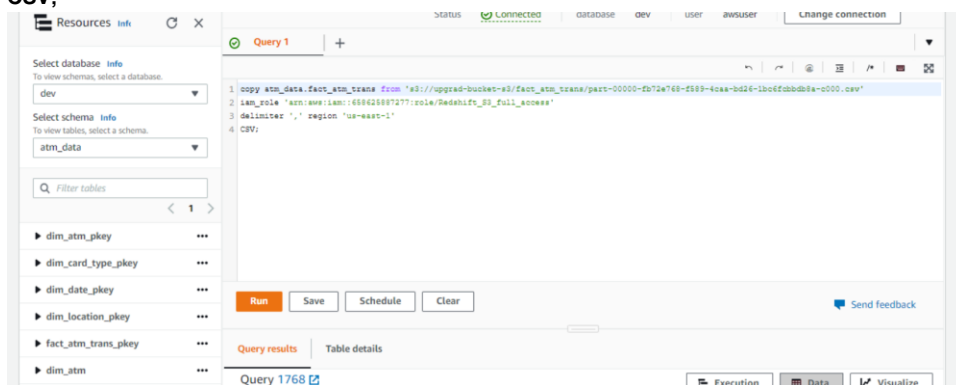 CSV;
Resources Info
Status Connected database dev user awsuser Change connection
Query 1 +
Select database Info
To view schemas, select a database.
dev
Select schema Info
To view tables, select a schema.
atm_data
Filter tables
< 1 >
dim_atm_pkey
dim_card_type_pkey
dim_date_pkey
dim_location_pkey
fact_atm_trans_pkey
dim_atm
1 copy atm_data.fact_atm_trans from 's3://upgrad-bucket-s3/fact_atm_trans/part-00000-fb72e768-f589-4caa-bd26-1bc6fcbbdb8a-c000.csv'
2 iam_role 'arn:aws:iam::658625887277:role/Redshift_S3_full_access'
3 delimiter ',' region 'us-east-1'
4 CSV;
Run Save Schedule Clear
Send feedback
Query results Table details
Query 1768
Execution Data Visualize